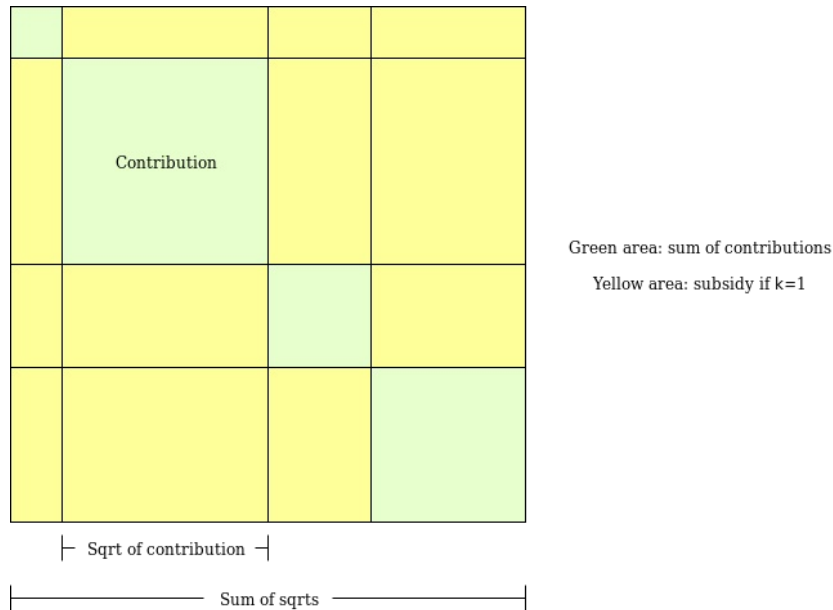 Contribution
Green area: sum of contributions
Yellow area: subsidy if k=1
Sqrt of contribution
Sum of sqrts